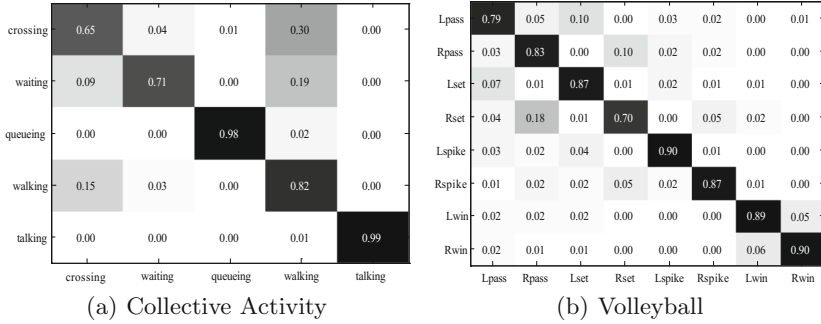 crossing 0.65 0.04 0.01 0.30 0.00
waiting 0.09 0.71 0.00 0.19 0.00
queueing 0.00 0.00 0.98 0.02 0.00
walking 0.15 0.03 0.00 0.82 0.00
talking 0.00 0.00 0.00 0.01 0.99
crossing waiting queueing walking talking
(a) Collective Activity
Lpass 0.79 0.05 0.10 0.00 0.03 0.02 0.00 0.01
Rpass 0.03 0.83 0.00 0.10 0.02 0.02 0.00 0.00
Lset 0.07 0.01 0.87 0.01 0.02 0.01 0.01 0.00
Rset 0.04 0.18 0.01 0.70 0.00 0.05 0.02 0.00
Lspike 0.03 0.02 0.04 0.00 0.90 0.01 0.00 0.00
Rspike 0.01 0.02 0.02 0.05 0.02 0.87 0.01 0.00
Lwin 0.02 0.02 0.02 0.00 0.00 0.00 0.89 0.05
Rwin 0.02 0.01 0.01 0.00 0.00 0.00 0.06 0.90
Lpass Rpass Lset Rset Lspike Rspike Lwin Rwin
(b) Volleyball